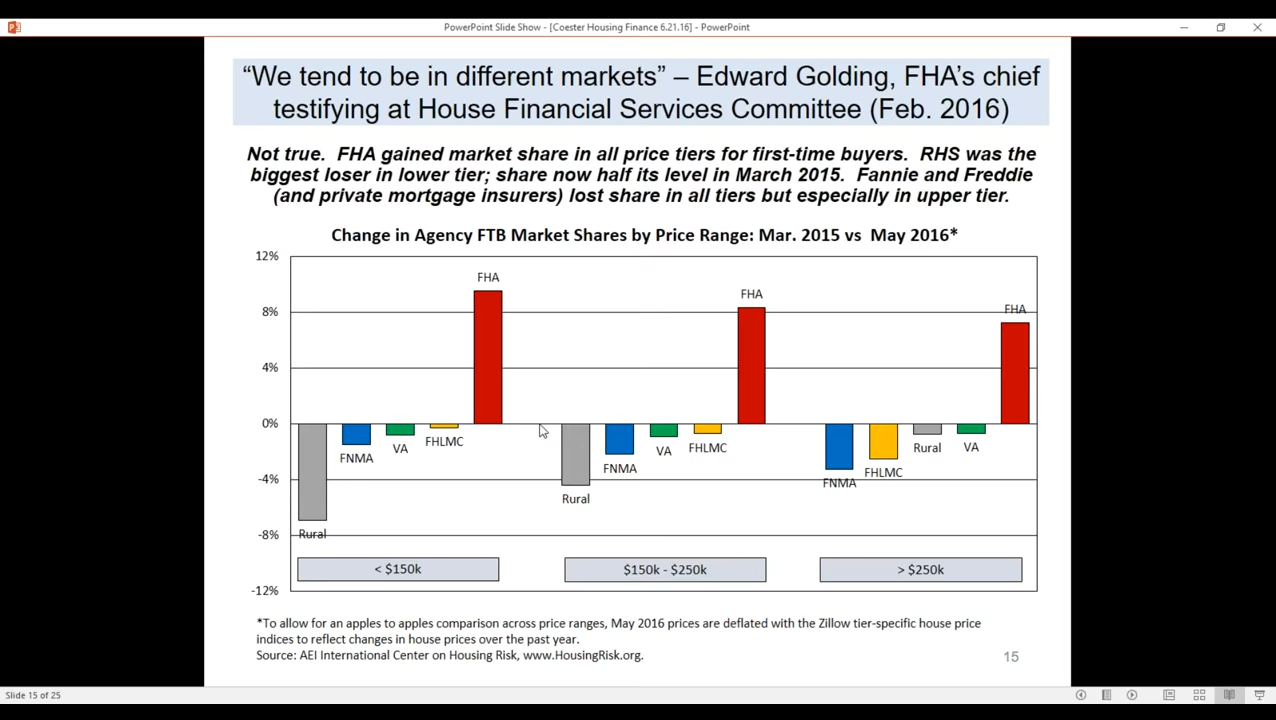 PowerPoint Slide Show - [Coester Housing Finance 6.21.16] - PowerPoint
“We tend to be in different markets” – Edward Golding, FHA’s chief
testifying at House Financial Services Committee (Feb. 2016)
Not true. FHA gained market share in all price tiers for first-time buyers. RHS was the
biggest loser in lower tier; share now half its level in March 2015. Fannie and Freddie
(and private mortgage insurers) lost share in all tiers but especially in upper tier.
Change in Agency FTB Market Shares by Price Range: Mar. 2015 vs May 2016*
12%
8%
4%
0%
-4%
-8%
-12%
Rural
FNMA
VA
FHLMC
FHA
Rural
FNMA
VA
FHLMC
FHA
FNMA
FHLMC
Rural
VA
FHA
< $150k
$150k - $250k
> $250k
*To allow for an apples to apples comparison across price ranges, May 2016 prices are deflated with the Zillow tier-specific house price
indices to reflect changes in house prices over the past year.
Source: AEI International Center on Housing Risk, www.HousingRisk.org.
15
Slide 15 of 25